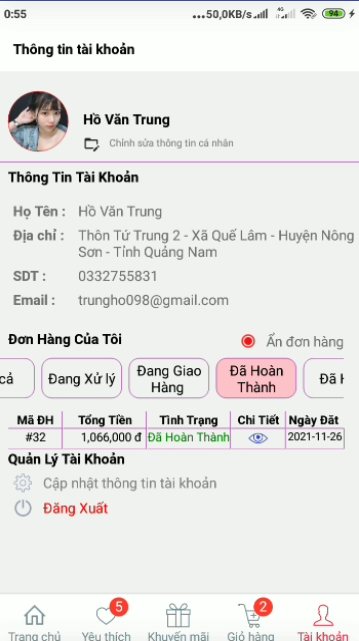 0:55 ...50,0KB/s 4G 94
Thông tin tài khoản
Hồ Văn Trung
Chỉnh sửa thông tin cá nhân
Thông Tin Tài Khoản
Họ Tên : Hồ Văn Trung
Địa chỉ : Thôn Tứ Trung 2 - Xã Quế Lâm - Huyện Nông
Sơn - Tỉnh Quảng Nam
SDT : 0332755831
Email : trungho098@gmail.com
Đơn Hàng Của Tôi Ẩn đơn hàng
cả Đang Xử lý Đang Giao Hàng Đã Hoàn Thành Đã H
Mã ĐH Tổng Tiền Tình Trạng Chi Tiết Ngày Đăt
#32 1,066,000 đ Đã Hoàn Thành 2021-11-26
Quản Lý Tài Khoản
Cập nhật thông tin tài khoản
Đăng Xuất
5 2
Trang chủ Yêu thích Khuyến mãi Giỏ hàng Tài khoản